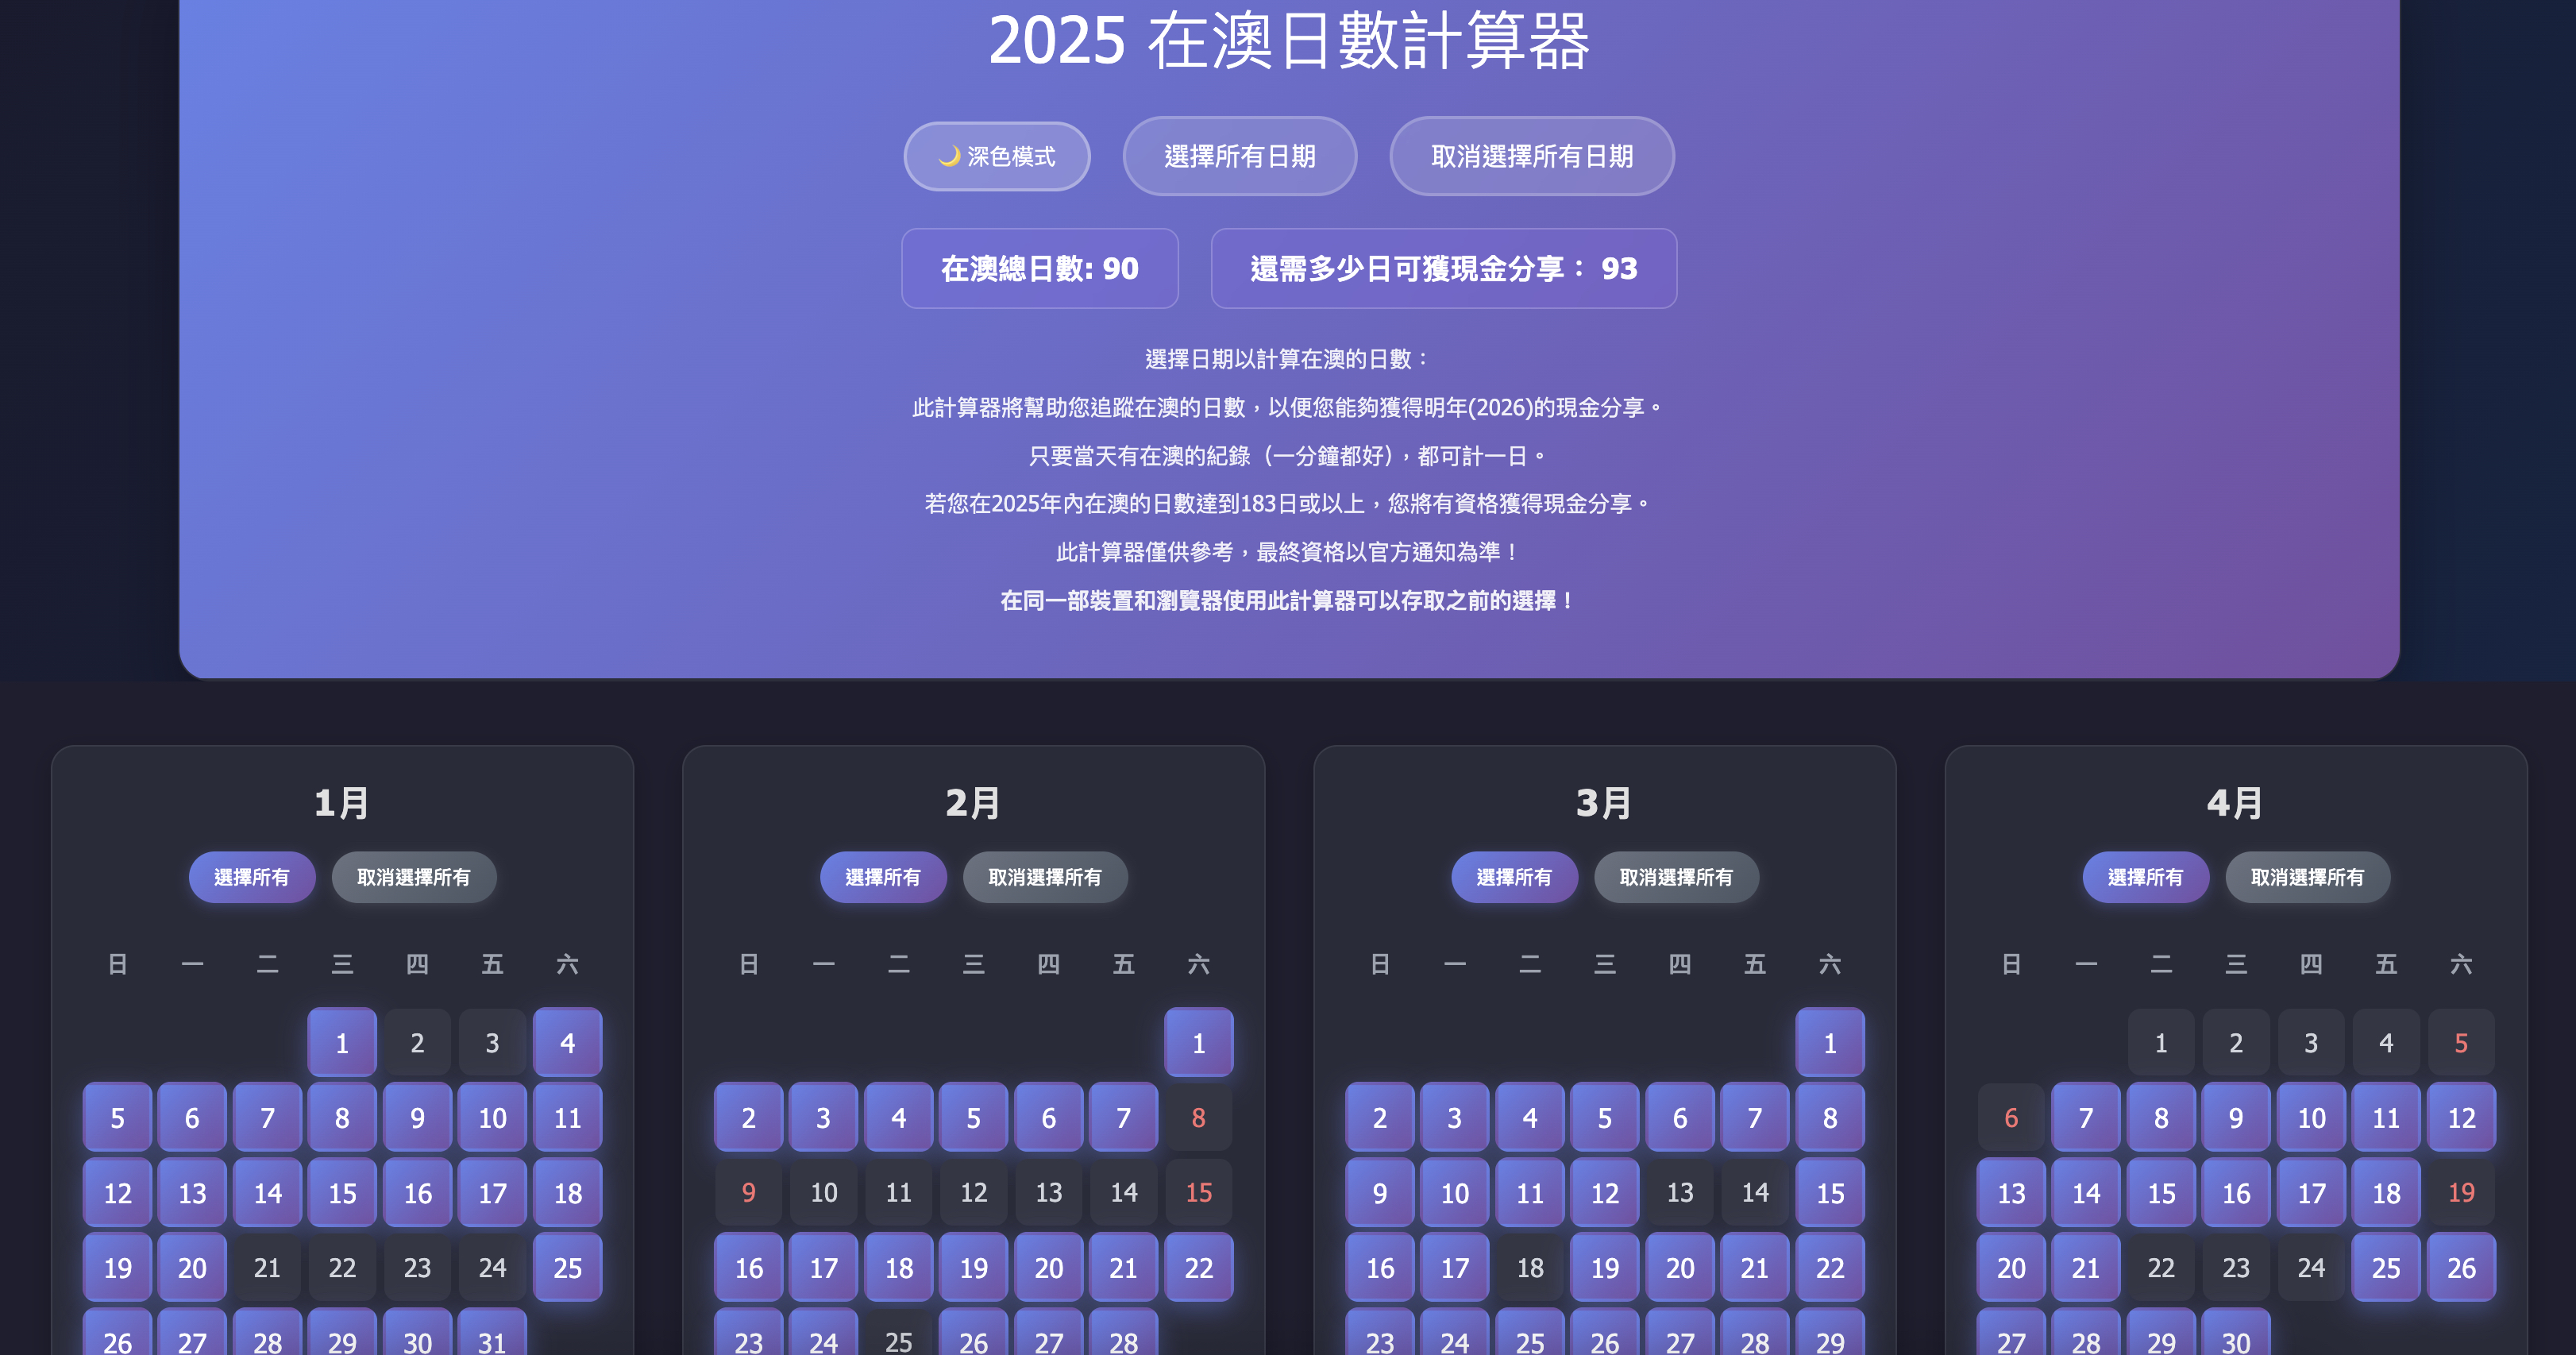 2025 在澳日數計算器
🌙 深色模式 選擇所有日期 取消選擇所有日期
在澳總日數: 90 還需多少日可獲現金分享： 93
選擇日期以計算在澳的日數：
此計算器將幫助您追蹤在澳的日數，以便您能夠獲得明年(2026)的現金分享。
只要當天有在澳的紀錄（一分鐘都好），都可計一日。
若您在2025年內在澳的日數達到183日或以上，您將有資格獲得現金分享。
此計算器僅供參考，最終資格以官方通知為準！
在同一部裝置和瀏覽器使用此計算器可以存取之前的選擇！
1月
選擇所有 取消選擇所有
日 一 二 三 四 五 六
1 2 3 4
5 6 7 8 9 10 11
12 13 14 15 16 17 18
19 20 21 22 23 24 25
26 27 28 29 30 31
2月
選擇所有 取消選擇所有
日 一 二 三 四 五 六
1
2 3 4 5 6 7 8
9 10 11 12 13 14 15
16 17 18 19 20 21 22
23 24 25 26 27 28
3月
選擇所有 取消選擇所有
日 一 二 三 四 五 六
1
2 3 4 5 6 7 8
9 10 11 12 13 14 15
16 17 18 19 20 21 22
23 24 25 26 27 28 29
4月
選擇所有 取消選擇所有
日 一 二 三 四 五 六
1 2 3 4 5
6 7 8 9 10 11 12
13 14 15 16 17 18 19
20 21 22 23 24 25 26
27 28 29 30